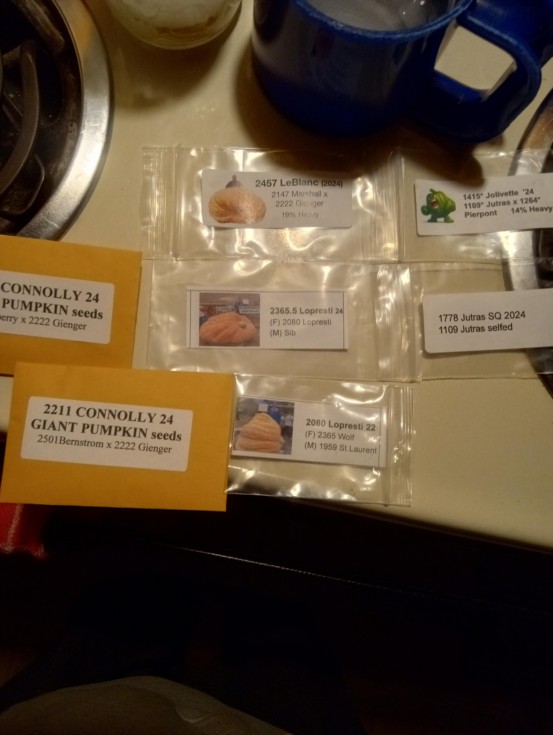 2457 LeBlanc (2024)
2147 Marshall x
2222 Gienger
19% Heavy
1415* Jolivette '24
1109* Jutras x 1264*
Pierpont 14% Heavy
CONNOLLY 24
PUMPKIN seeds
erry x 2222 Gienger
2365.5 Lopresti 24
(F) 2080 Lopresti
(M) Sib
1778 Jutras SQ 2024
1109 Jutras selfed
2211 CONNOLLY 24
GIANT PUMPKIN seeds
2501Bernstrom x 2222 Gienger
2080 Lopresti 22
(F) 2365 Wolf
(M) 1959 St.Laurent